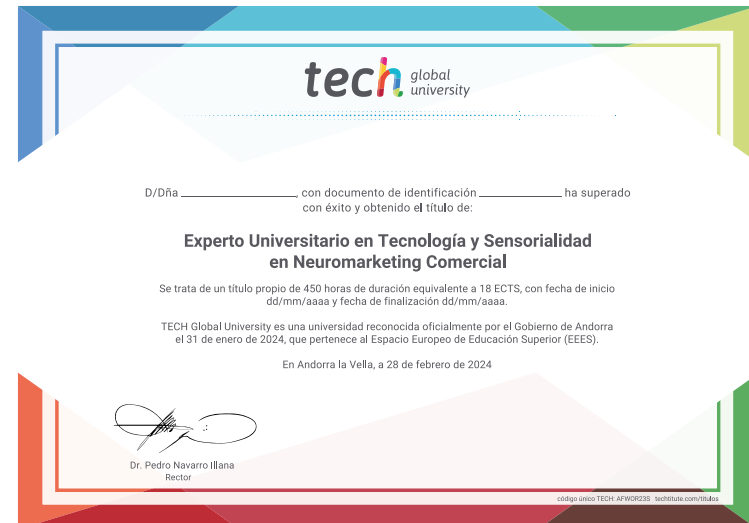 tech global
university
D/Dña ____________________, con documento de identificación ______________ ha superado
con éxito y obtenido el título de:
Experto Universitario en Tecnología y Sensorialidad
en Neuromarketing Comercial
Se trata de un título propio de 450 horas de duración equivalente a 18 ECTS, con fecha de inicio
dd/mm/aaaa y fecha de finalización dd/mm/aaaa.
TECH Global University es una universidad reconocida oficialmente por el Gobierno de Andorra
el 31 de enero de 2024, que pertenece al Espacio Europeo de Educación Superior (EEES).
En Andorra la Vella, a 28 de febrero de 2024
Dr. Pedro Navarro Illana
Rector
código único TECH: AFWOR23S techtitute.com/titulos